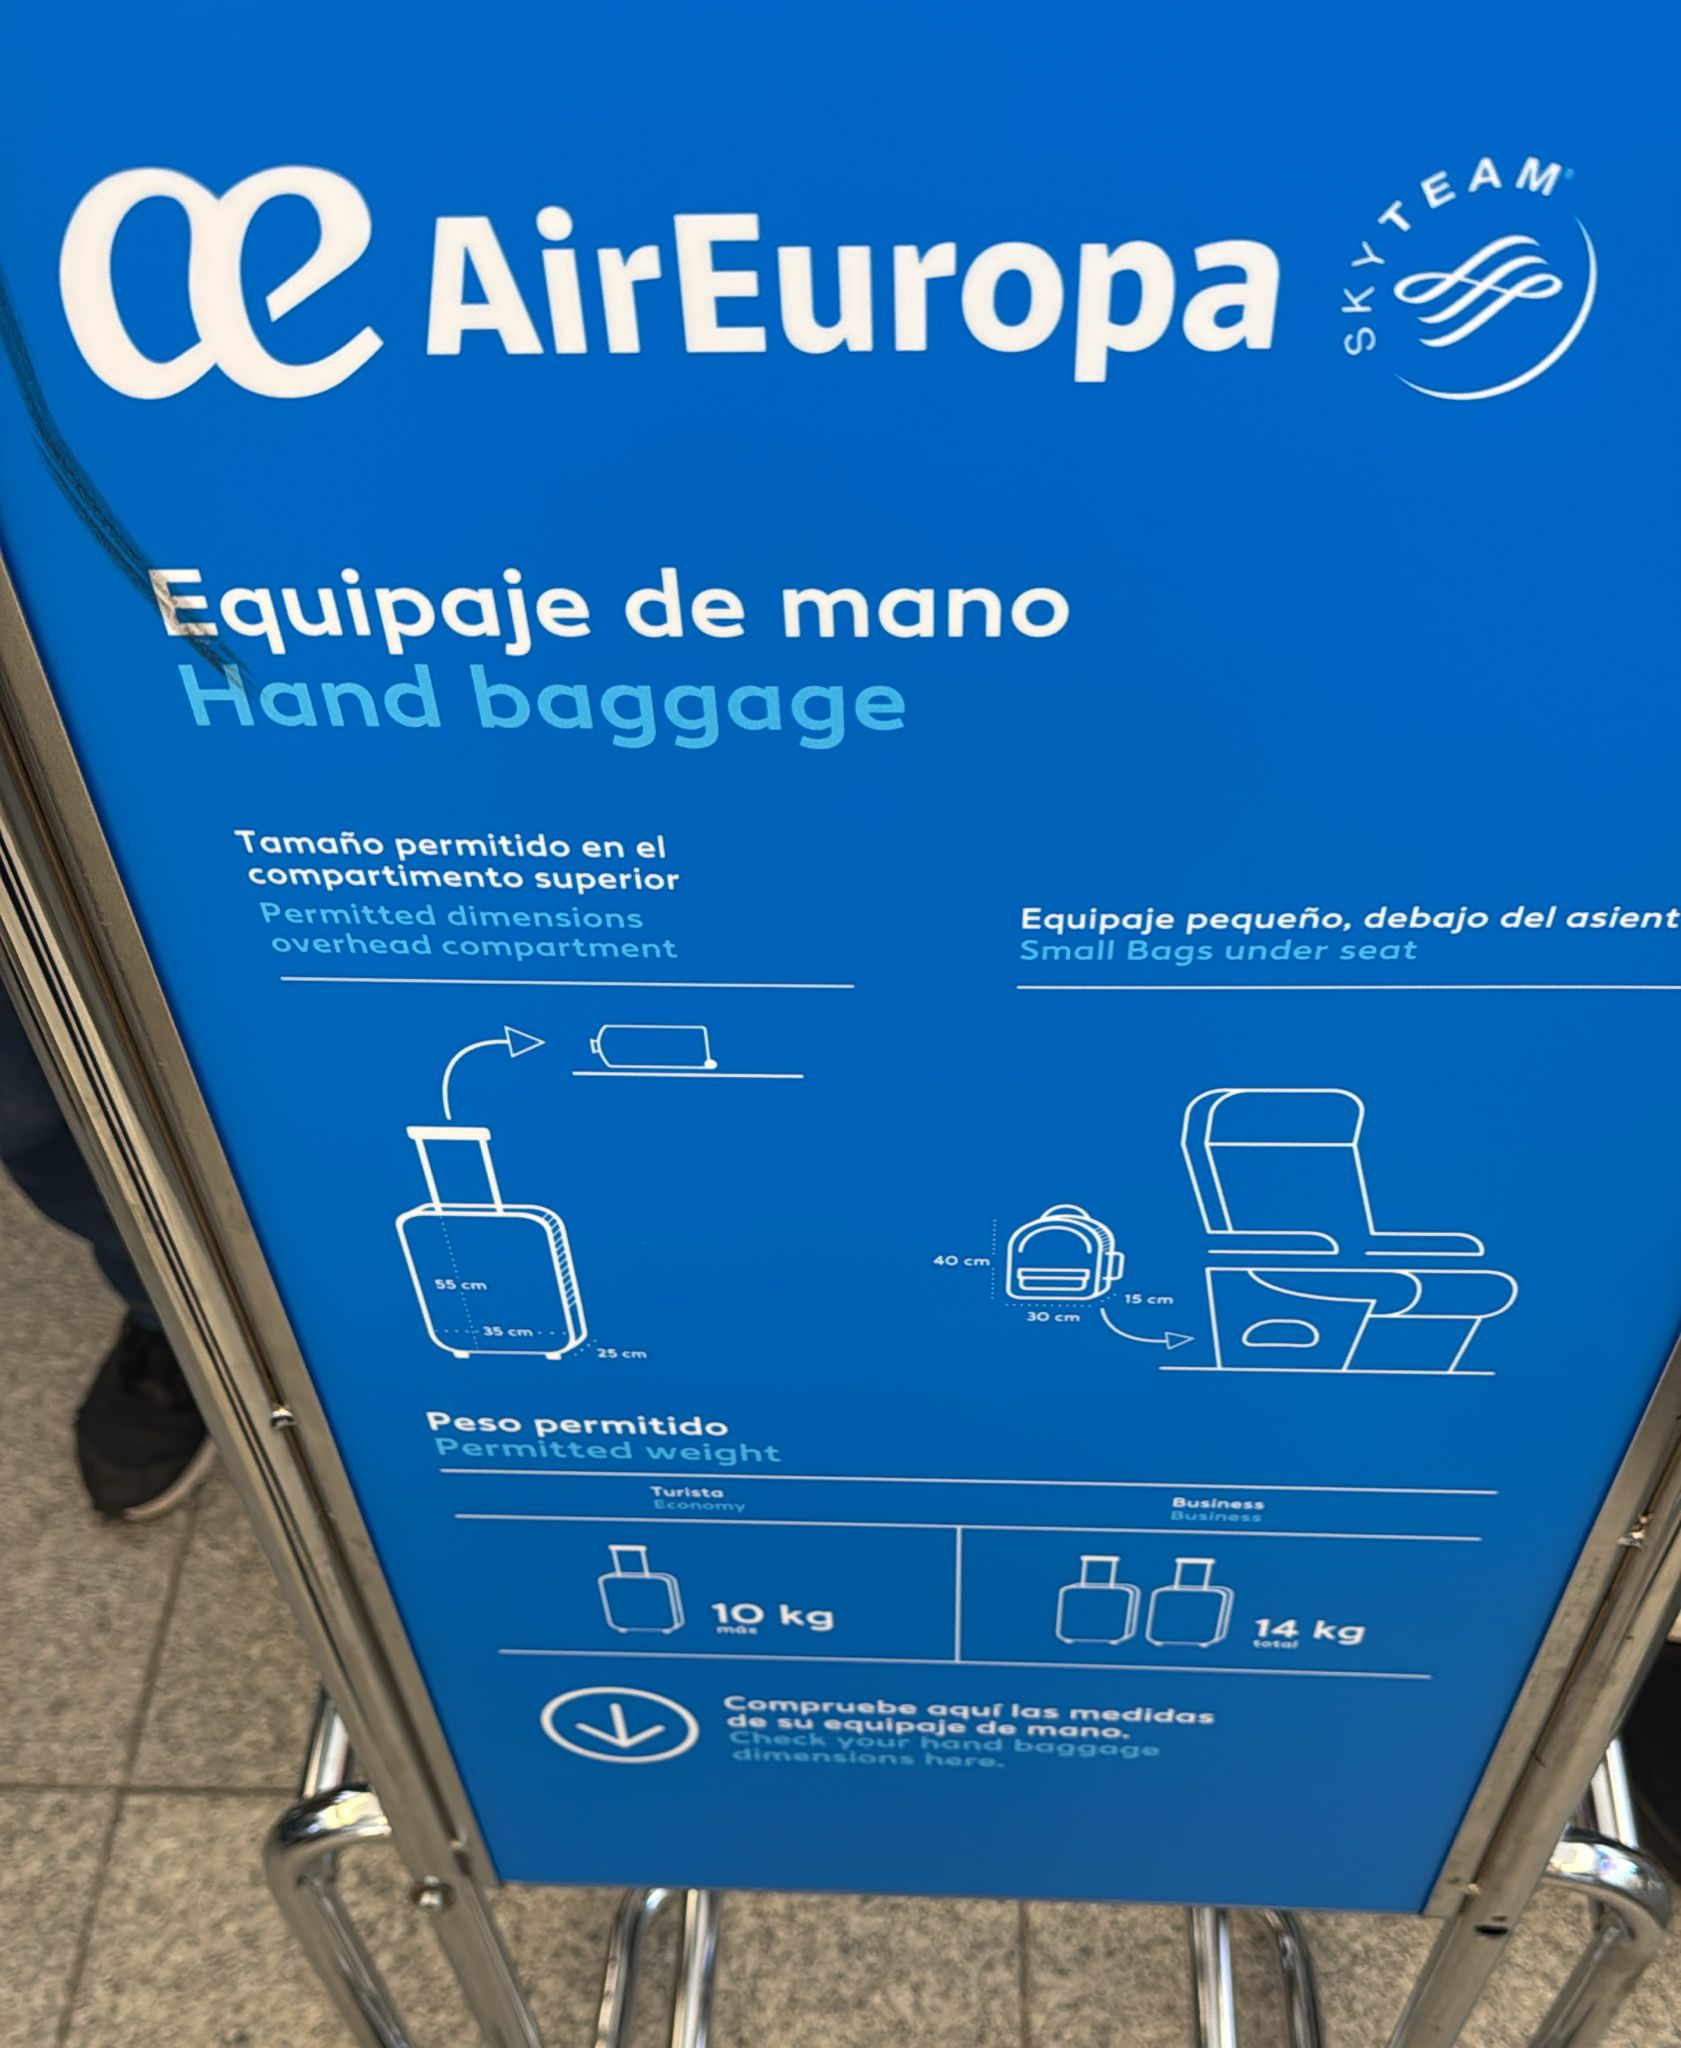 æ AirEuropa
SKYTEAM
Equipaje de mano
Hand baggage
Tamaño permitido en el
compartimento superior
Permitted dimensions
overhead compartment
Equipaje pequeño, debajo del asient
Small Bags under seat
55 cm
35 cm
25 cm
40 cm
30 cm
15 cm
Peso permitido
Permitted weight
Turista
Economy
Business
Business
10 kg
máx
14 kg
total
Compruebe aquí las medidas
de su equipaje de mano.
Check your hand baggage
dimensions here.